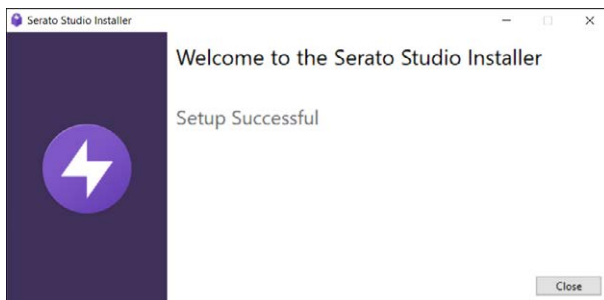 Serato Studio Installer
Welcome to the Serato Studio Installer
Setup Successful
Close